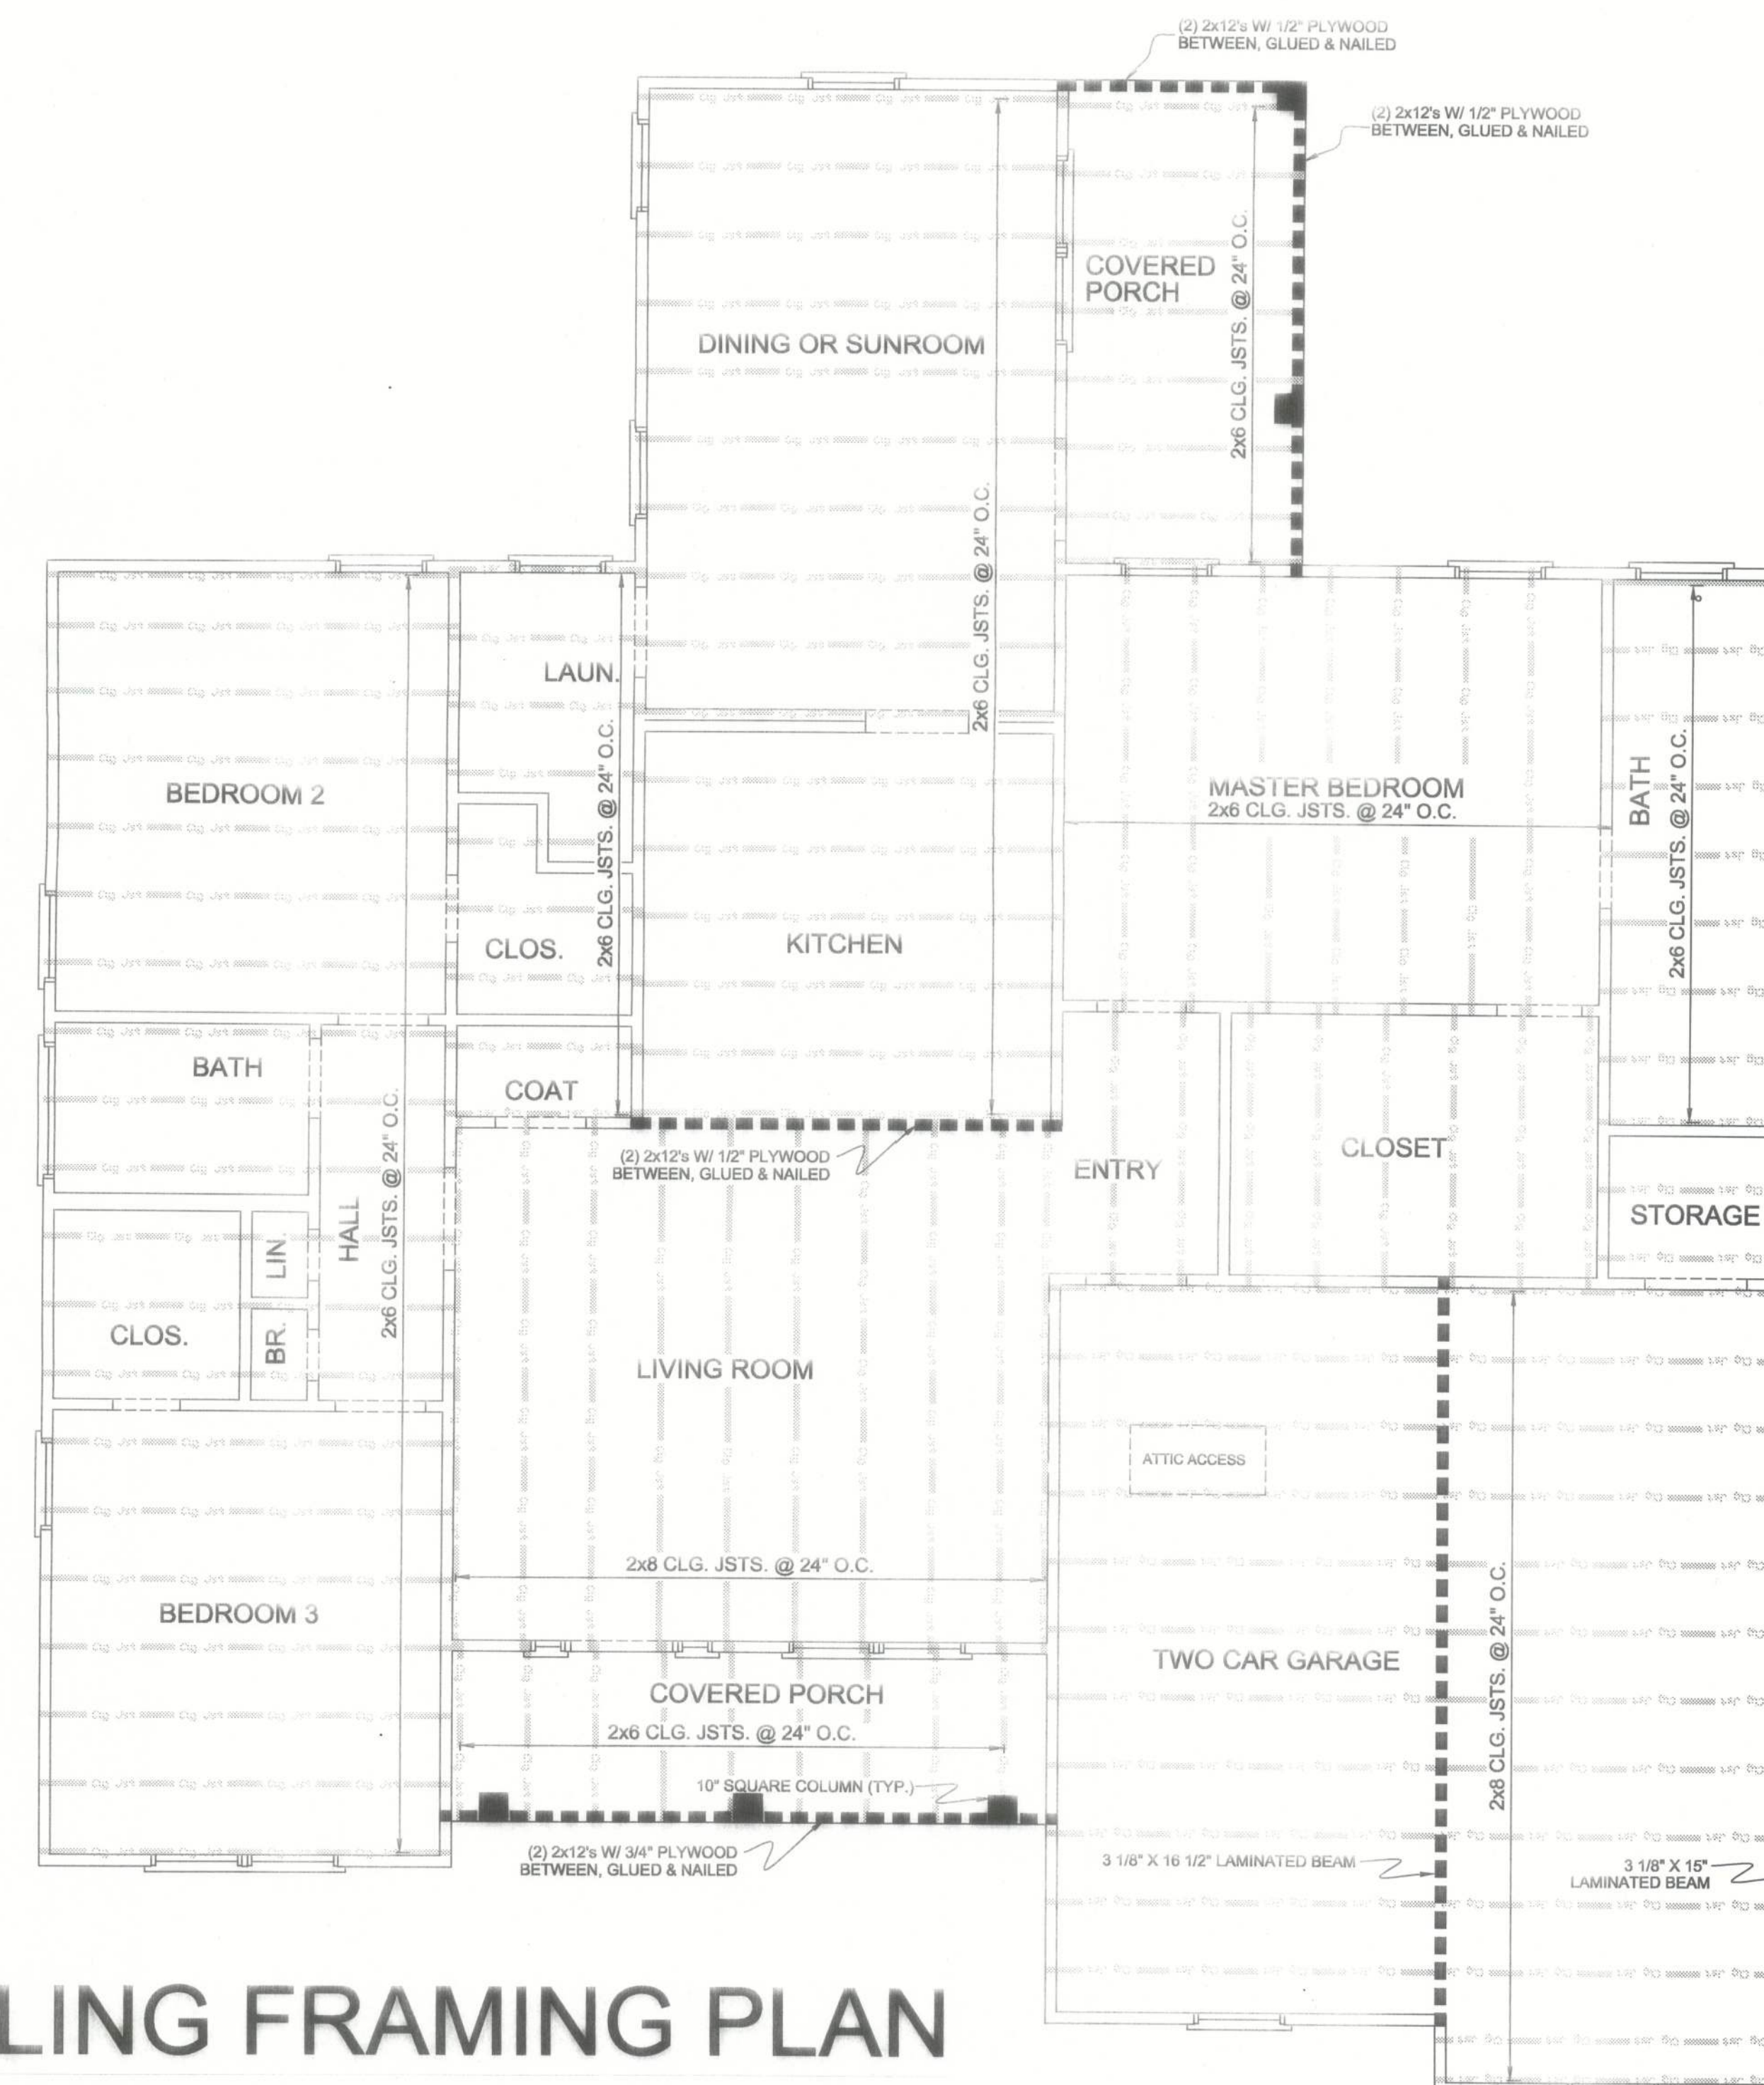 (2) 2x12's W/ 1/2" PLYWOOD
BETWEEN, GLUED & NAILED
(2) 2x12's W/ 1/2" PLYWOOD
BETWEEN, GLUED & NAILED
COVERED
PORCH
2x6 CLG. JSTS. @ 24" O.C.
DINING OR SUNROOM
2x6 CLG. JSTS. @ 24" O.C.
LAUN.
2x6 CLG. JSTS. @ 24" O.C.
BEDROOM 2
MASTER BEDROOM
2x6 CLG. JSTS. @ 24" O.C.
BATH
2x6 CLG. JSTS. @ 24" O.C.
CLOS.
KITCHEN
BATH
COAT
(2) 2x12's W/ 1/2" PLYWOOD
BETWEEN, GLUED & NAILED
ENTRY
CLOSET
STORAGE
HALL
2x6 CLG. JSTS. @ 24" O.C.
LIN.
CLOS.
BR.
LIVING ROOM
ATTIC ACCESS
2x8 CLG. JSTS. @ 24" O.C.
BEDROOM 3
TWO CAR GARAGE
2x8 CLG. JSTS. @ 24" O.C.
COVERED PORCH
2x6 CLG. JSTS. @ 24" O.C.
10" SQUARE COLUMN (TYP.)
(2) 2x12's W/ 3/4" PLYWOOD
BETWEEN, GLUED & NAILED
3 1/8" X 16 1/2" LAMINATED BEAM
3 1/8" X 15"
LAMINATED BEAM
LING FRAMING PLAN